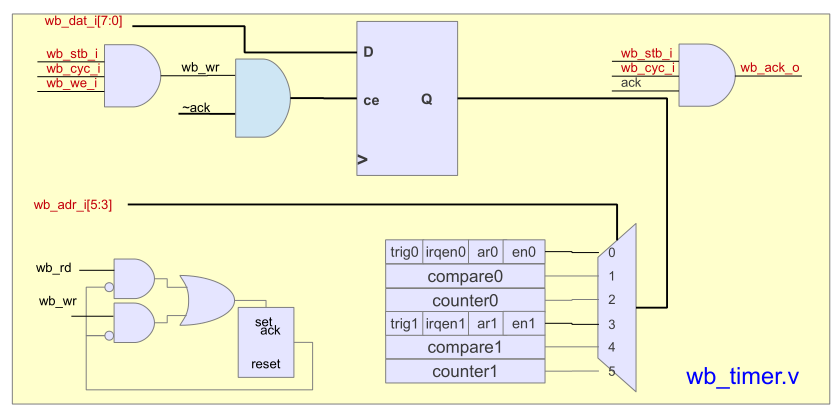 wb_dat_i[7:0]
wb_stb_i
wb_cyc_i
wb_we_i
wb_wr
~ack
D
ce
Q
>
wb_stb_i
wb_cyc_i
ack
wb_ack_o
wb_adr_i[5:3]
wb_rd
wb_wr
set
ack
reset
trig0 irqen0 ar0 en0 0
compare0 1
counter0 2
trig1 irqen1 ar1 en1 3
compare1 4
counter1 5
wb_timer.v